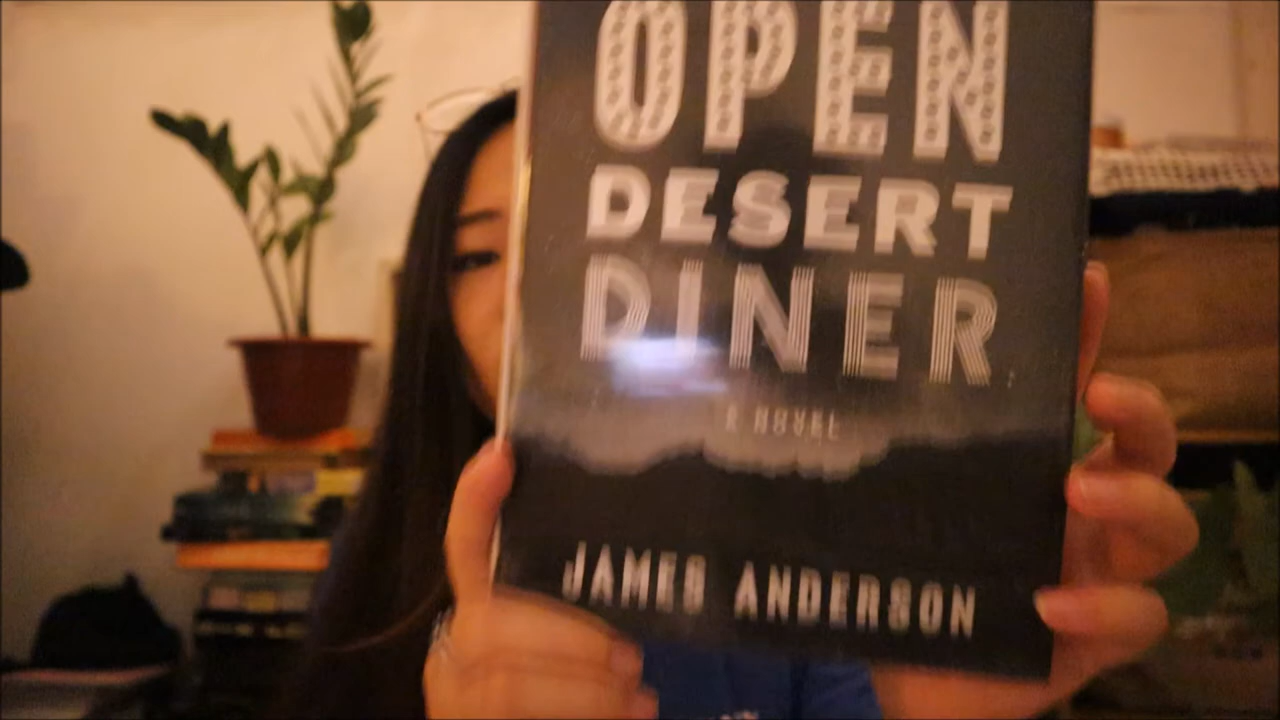 OPEN
DESERT
DINER
A NOVEL
JAMES ANDERSON